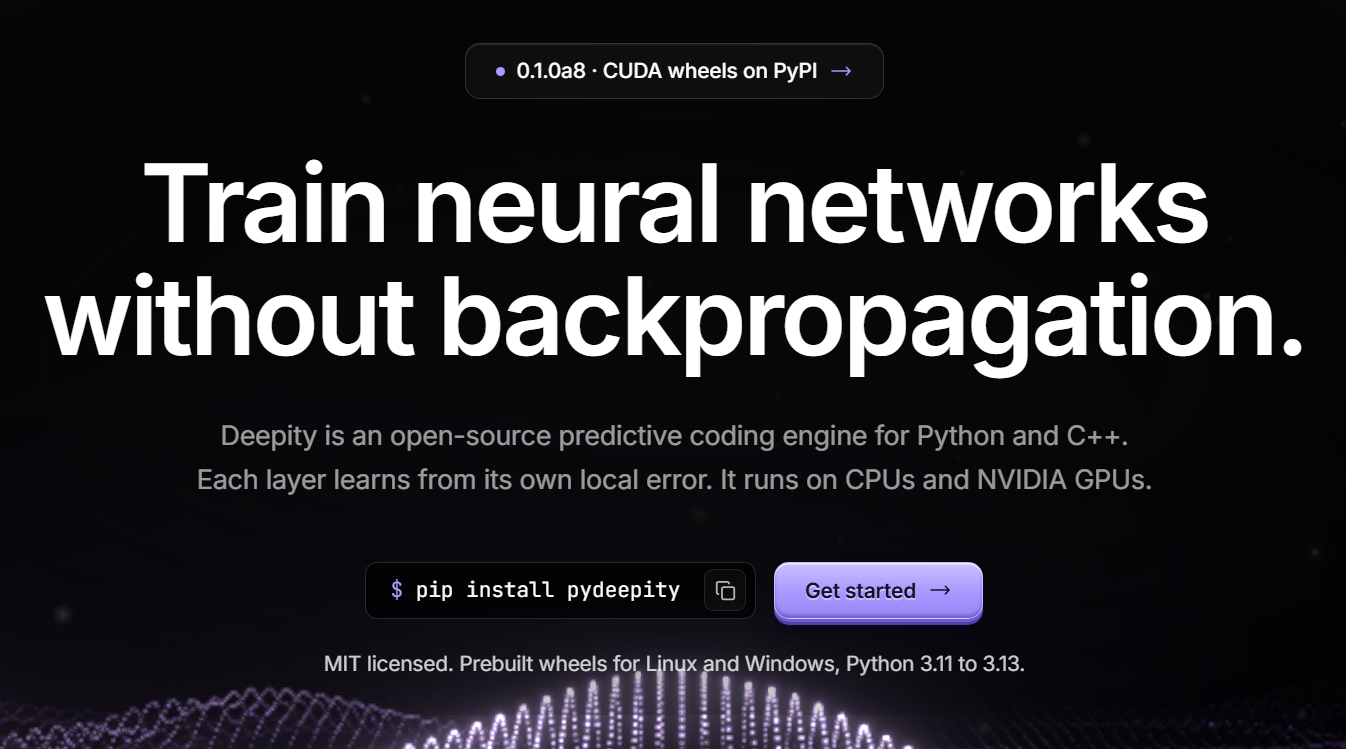 0.1.0a8 · CUDA wheels on PyPI →
Train neural networks
without backpropagation.
Deepity is an open-source predictive coding engine for Python and C++.
Each layer learns from its own local error. It runs on CPUs and NVIDIA GPUs.
$ pip install pydeepity
Get started →
MIT licensed. Prebuilt wheels for Linux and Windows, Python 3.11 to 3.13.